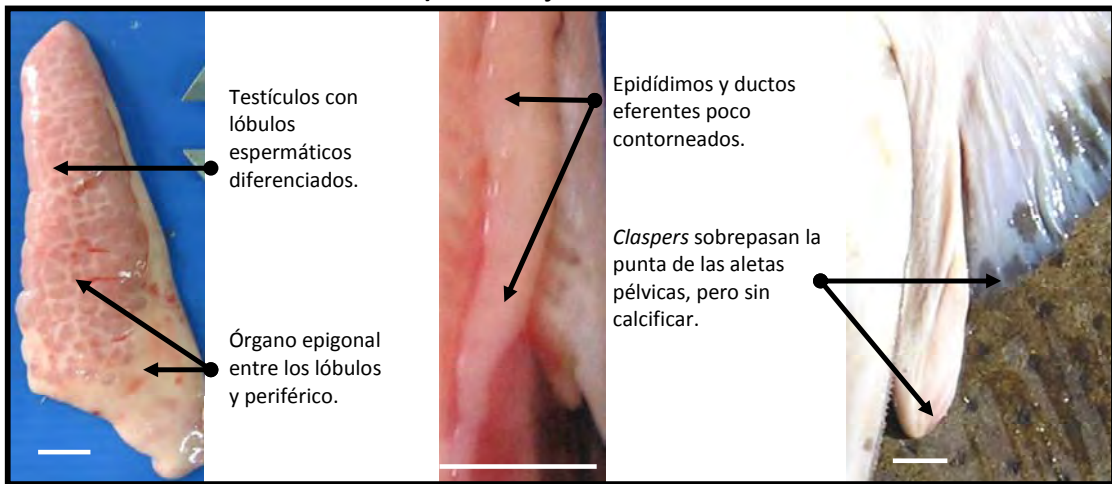 Testículos con
lóbulos
espermáticos
diferenciados.
Órgano epigonal
entre los lóbulos
y periférico.
Epidídimos y ductos
eferentes poco
contorneados.
Claspers sobrepasan la
punta de las aletas
pélvicas, pero sin
calcificar.